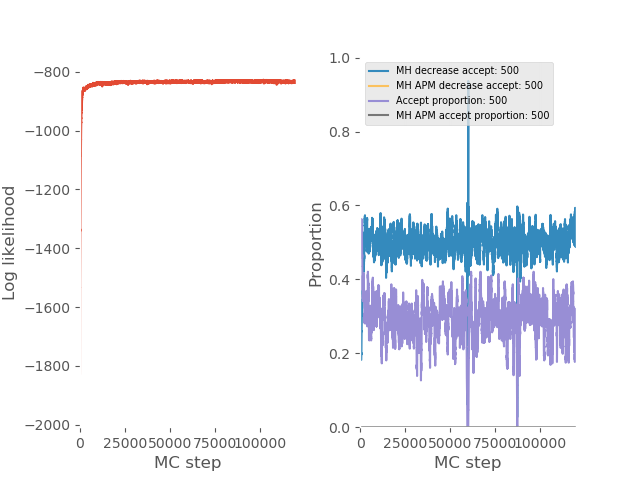 −800
−1000
−1200
−1400
−1600
−1800
−2000
Log likelihood
0 25000 50000 75000 100000
MC step
1.0
0.8
0.6
0.4
0.2
0.0
Proportion
0 25000 50000 75000 100000
MC step
MH decrease accept: 500
MH APM decrease accept: 500
Accept proportion: 500
MH APM accept proportion: 500